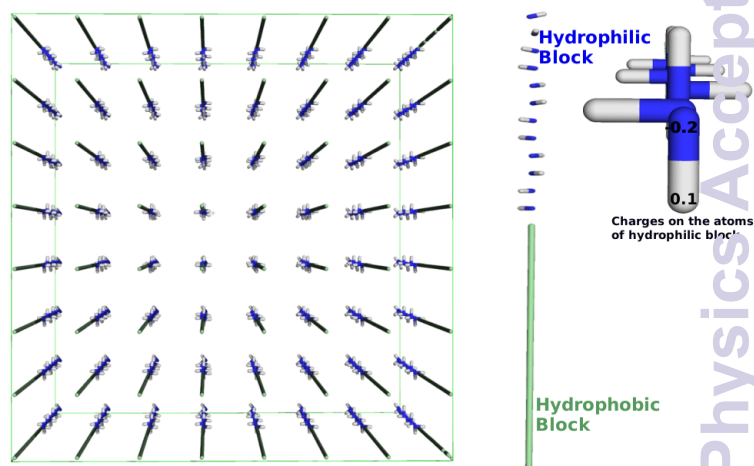 Hydrophilic
Block
-0.2
0.1
Charges on the atoms
of hydrophilic block
Hydrophobic
Block
Physics Accept